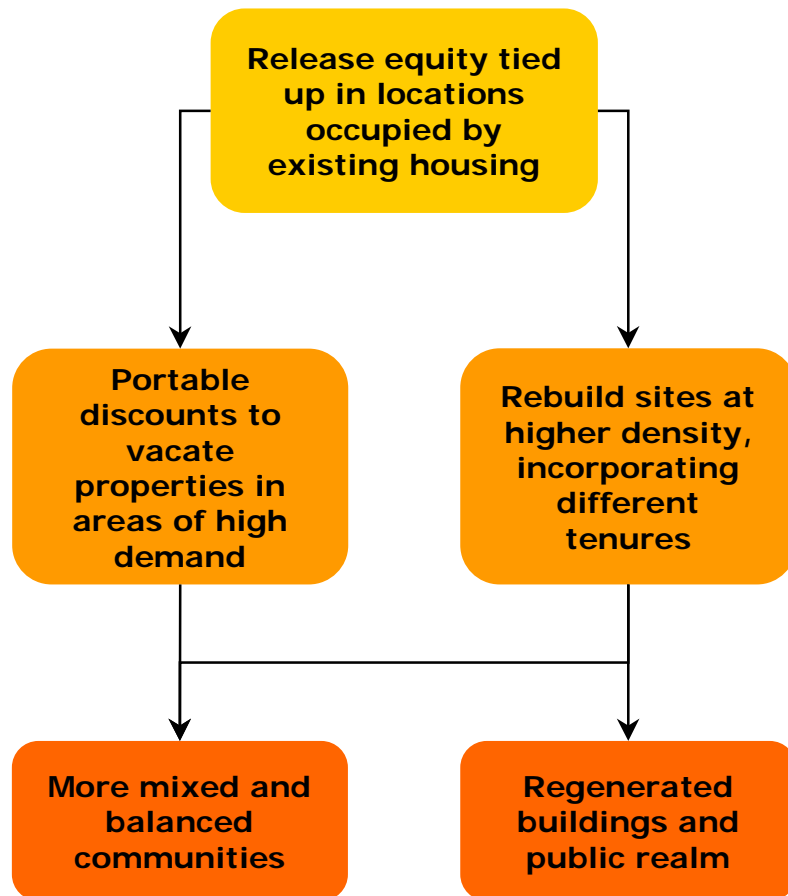 Release equity tied
up in locations
occupied by
existing housing
Portable
discounts to
vacate
properties in
areas of high
demand
Rebuild sites at
higher density,
incorporating
different
tenures
More mixed and
balanced
communities
Regenerated
buildings and
public realm